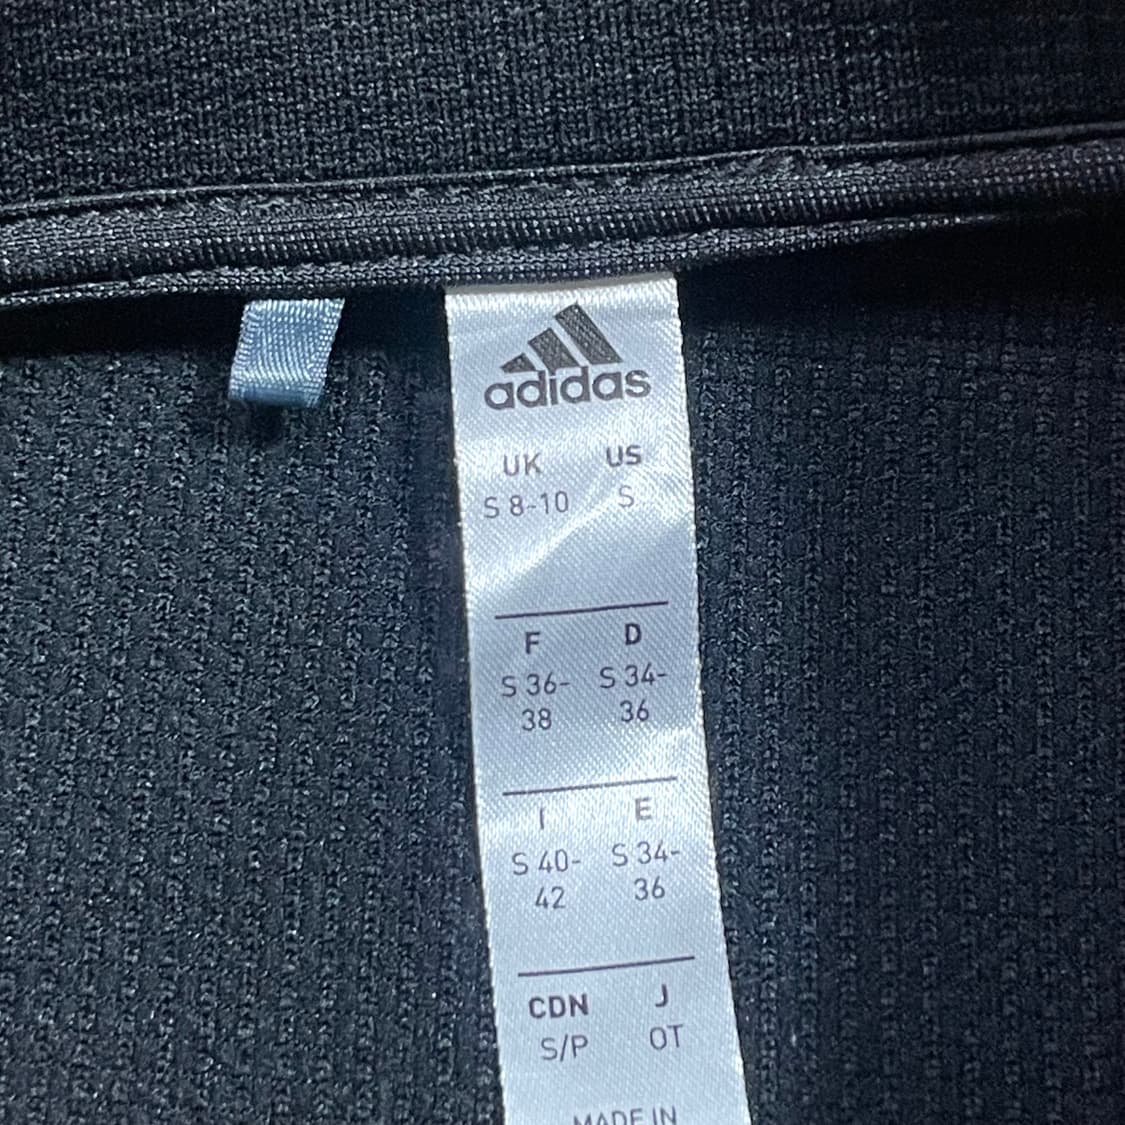 adidas
UK US
S 8-10 S
F D
S 36- S 34-
38 36
I E
S 40- S 34-
42 36
CDN J
S/P OT
MADE IN